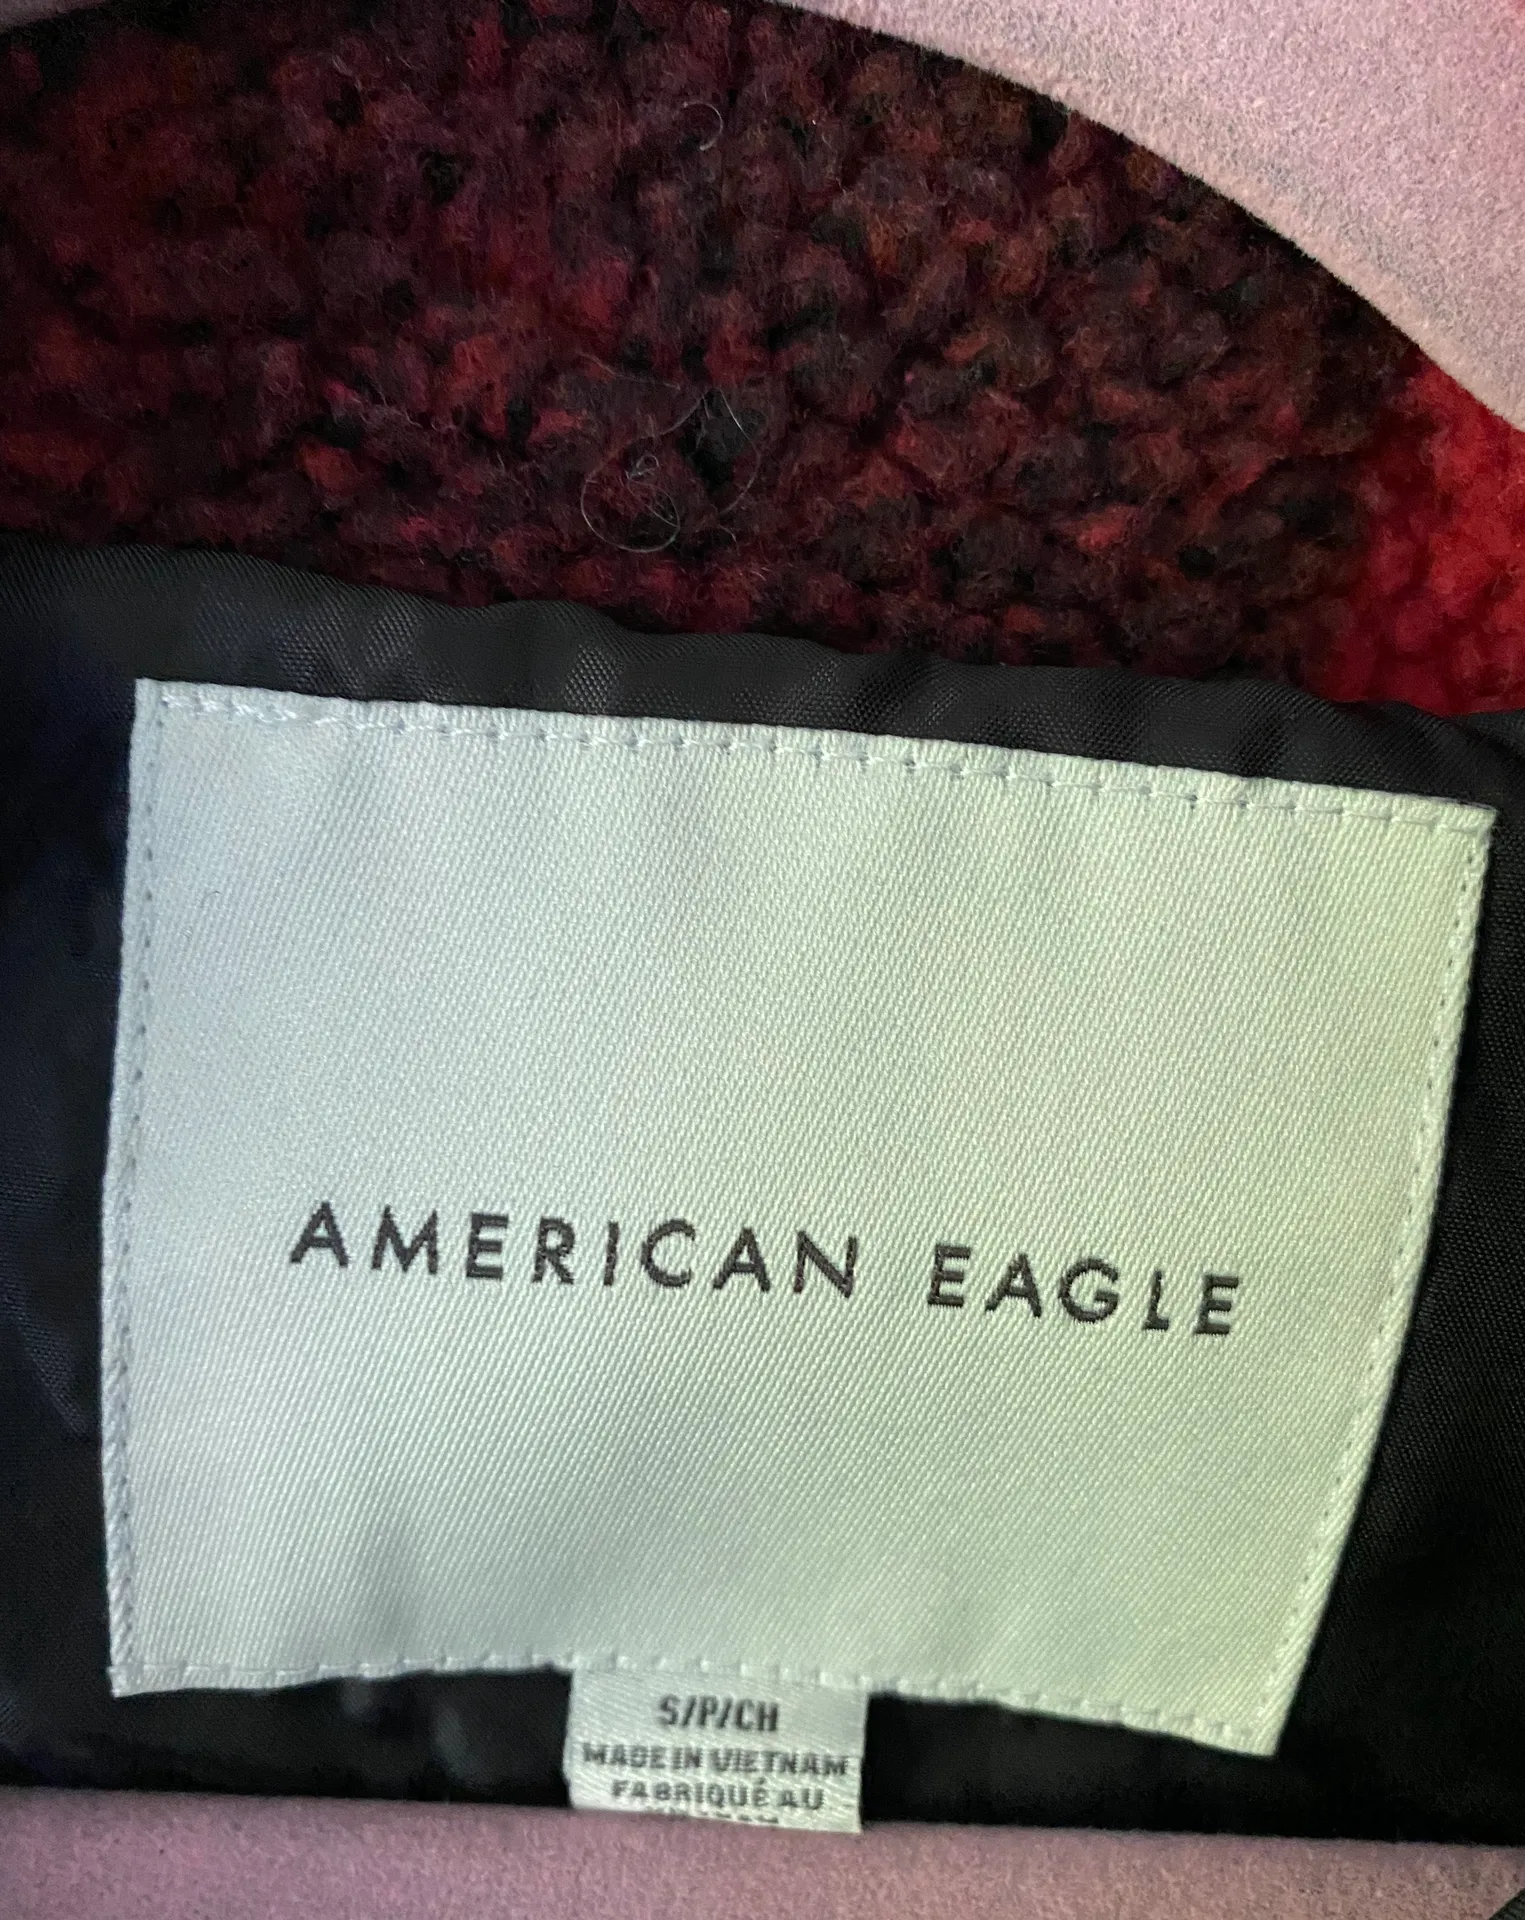 AMERICAN EAGLE
S/P/CH
MADE IN VIETNAM
FABRIQUÉ AU